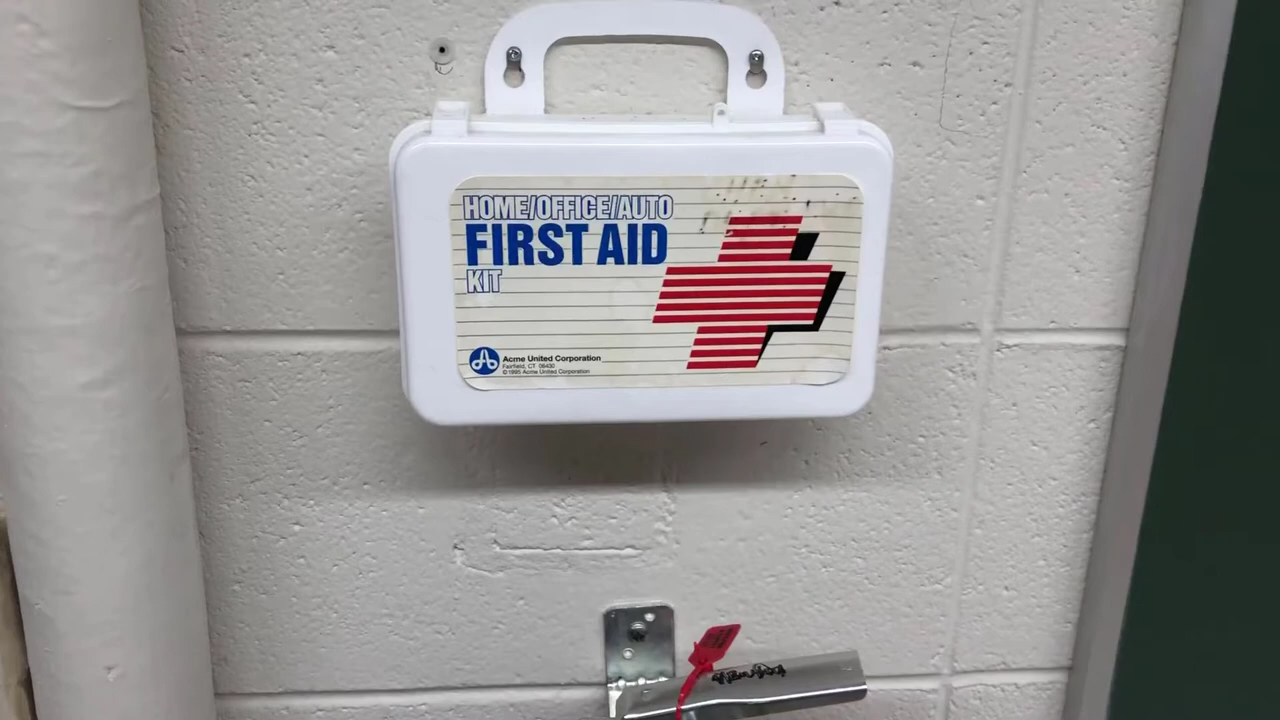 HOME/OFFICE/AUTO
FIRST AID
KIT
Acme United Corporation
Fairfield, CT 06430
©1995 Acme United Corporation